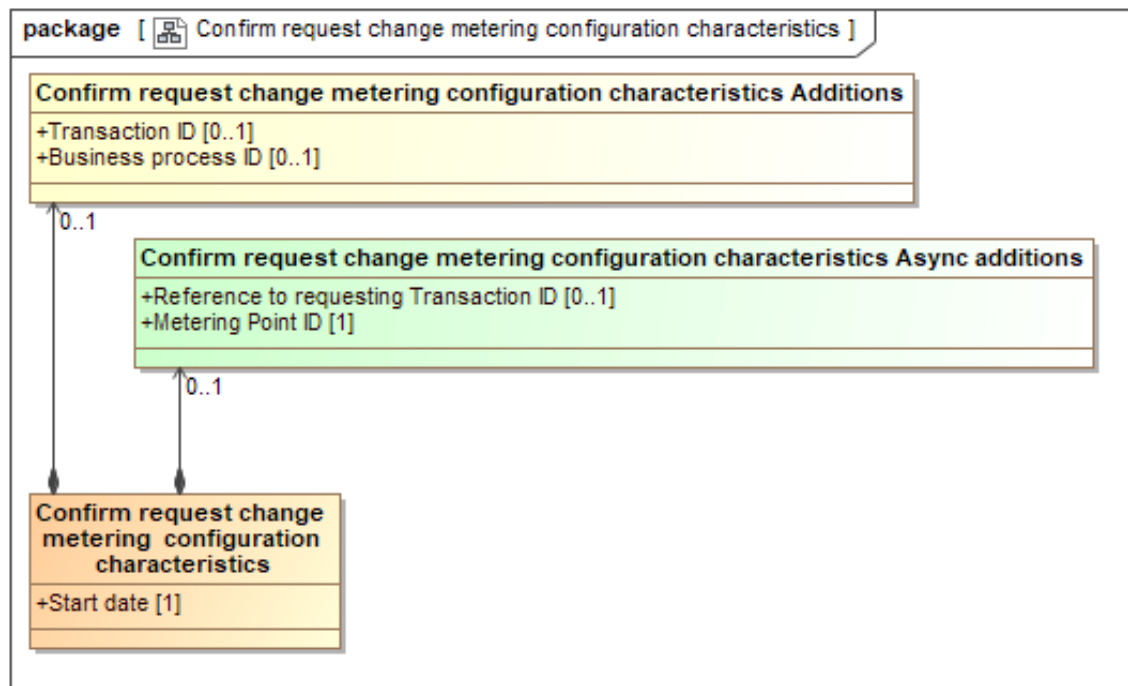 package [ Confirm request change metering configuration characteristics ]
Confirm request change metering configuration characteristics Additions
+Transaction ID [0..1]
+Business process ID [0..1]
0..1
Confirm request change metering configuration characteristics Async additions
+Reference to requesting Transaction ID [0..1]
+Metering Point ID [1]
0..1
Confirm request change
metering configuration
characteristics
+Start date [1]